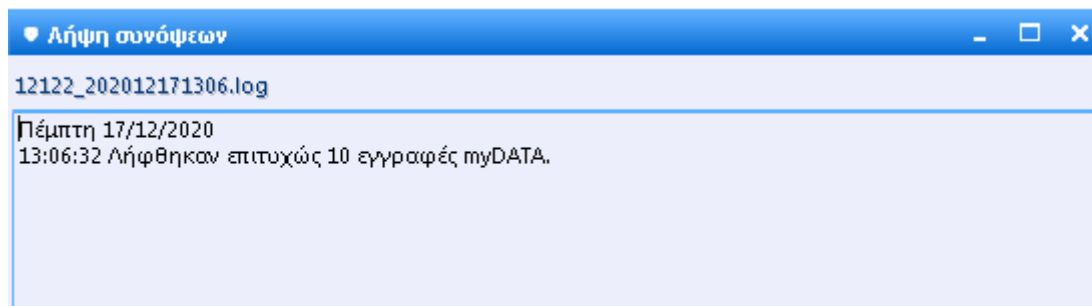 Λήψη συνόψεων
12122_202012171306.log
Πέμπτη 17/12/2020
13:06:32 Λήφθηκαν επιτυχώς 10 εγγραφές myDATA.